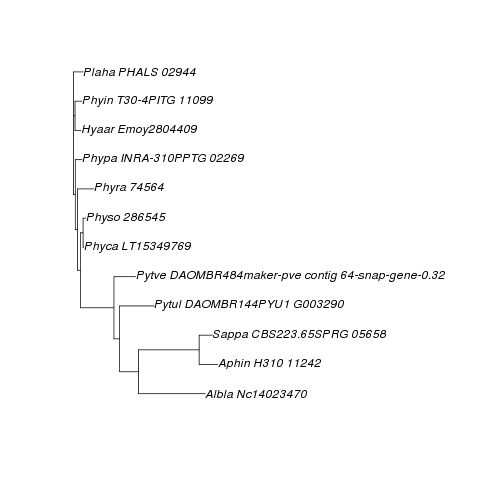 Plaha PHALS 02944
Phyin T30-4PITG 11099
Hyaar Emoy2804409
Phypa INRA-310PPTG 02269
Phyra 74564
Physo 286545
Phyca LT15349769
Pytve DAOMBR484maker-pve contig 64-snap-gene-0.32
Pytul DAOMBR144PYU1 G003290
Sappa CBS223.65SPRG 05658
Aphin H310 11242
Albla Nc14023470